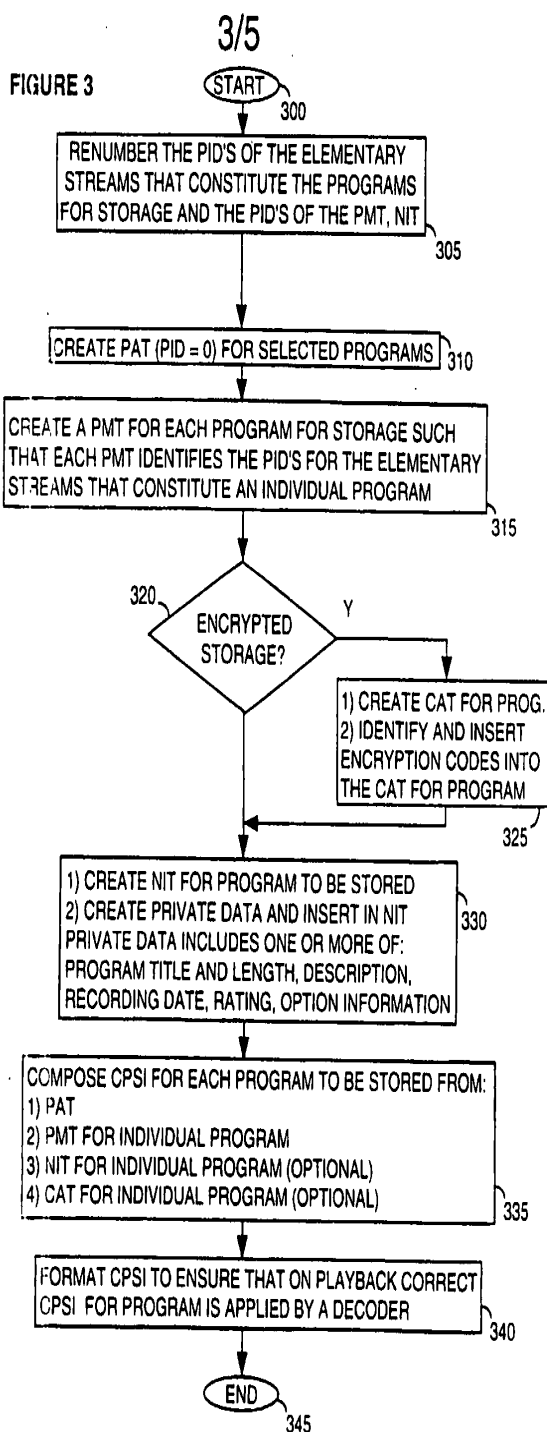 3/5
FIGURE 3
START
300
RENUMBER THE PID'S OF THE ELEMENTARY
STREAMS THAT CONSTITUTE THE PROGRAMS
FOR STORAGE AND THE PID'S OF THE PMT, NIT
305
CREATE PAT (PID = 0) FOR SELECTED PROGRAMS
310
CREATE A PMT FOR EACH PROGRAM FOR STORAGE SUCH
THAT EACH PMT IDENTIFIES THE PID'S FOR THE ELEMENTARY
STREAMS THAT CONSTITUTE AN INDIVIDUAL PROGRAM
315
320
ENCRYPTED
STORAGE?
Y
1) CREATE CAT FOR PROG.
2) IDENTIFY AND INSERT
ENCRYPTION CODES INTO
THE CAT FOR PROGRAM
325
1) CREATE NIT FOR PROGRAM TO BE STORED
2) CREATE PRIVATE DATA AND INSERT IN NIT
PRIVATE DATA INCLUDES ONE OR MORE OF:
PROGRAM TITLE AND LENGTH, DESCRIPTION,
RECORDING DATE, RATING, OPTION INFORMATION
330
COMPOSE CPSI FOR EACH PROGRAM TO BE STORED FROM:
1) PAT
2) PMT FOR INDIVIDUAL PROGRAM
3) NIT FOR INDIVIDUAL PROGRAM (OPTIONAL)
4) CAT FOR INDIVIDUAL PROGRAM (OPTIONAL)
335
FORMAT CPSI TO ENSURE THAT ON PLAYBACK CORRECT
CPSI FOR PROGRAM IS APPLIED BY A DECODER
340
END
345